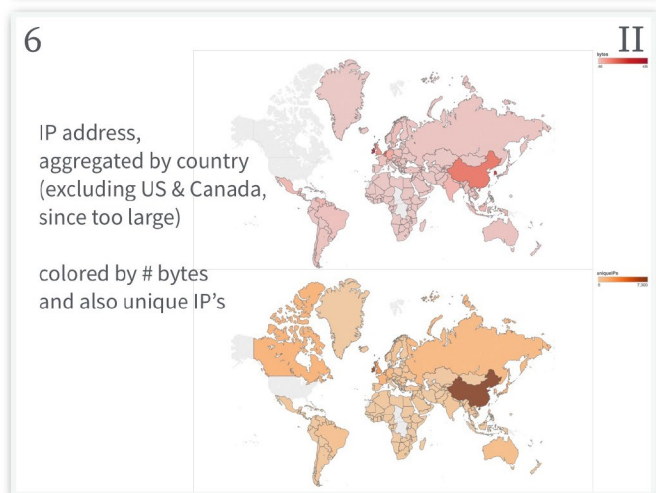 6
II
bytes
IP address,
aggregated by country
(excluding US & Canada,
since too large)
colored by # bytes
and also unique IP's
uniqueIPs
0 7,500